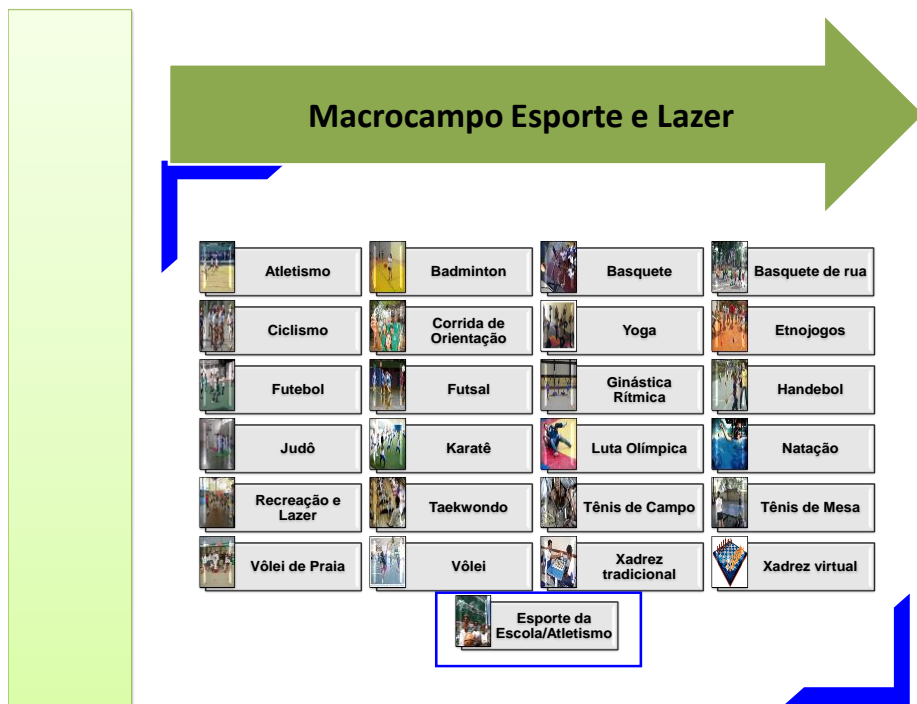 Macrocampo Esporte e Lazer
Atletismo
Badminton
Basquete
Basquete de rua
Ciclismo
Corrida de
Orientação
Yoga
Etnojogos
Futebol
Futsal
Ginástica
Rítmica
Handebol
Judô
Karatê
Luta Olímpica
Natação
Recreação e
Lazer
Taekwondo
Tênis de Campo
Tênis de Mesa
Vôlei de Praia
Vôlei
Xadrez
tradicional
Xadrez virtual
Esporte da
Escola/Atletismo